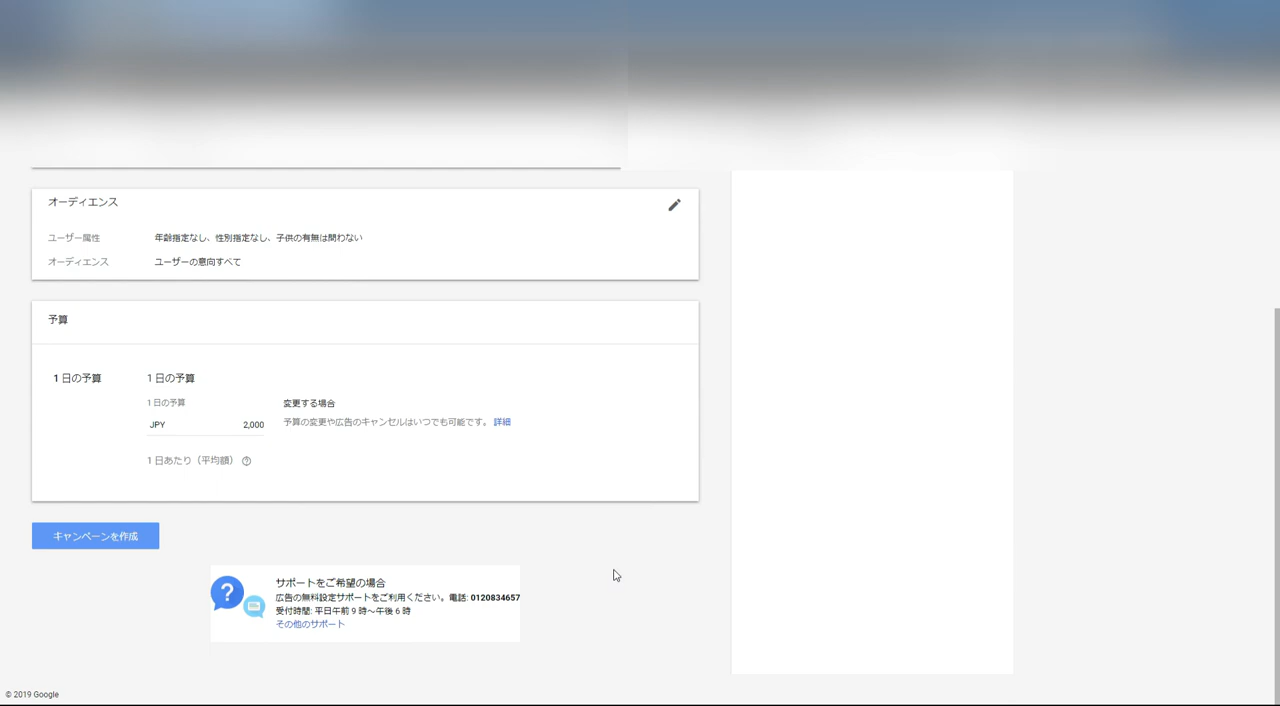 オーディエンス
ユーザー属性 年齢指定なし、性別指定なし、子供の有無は問わない
オーディエンス ユーザーの意向すべて
予算
1 日の予算 1 日の予算
1 日の予算
変更する場合
JPY 2,000
予算の変更や広告のキャンセルはいつでも可能です。 詳細
1 日あたり（平均額）
キャンペーンを作成
サポートをご希望の場合
広告の無料設定サポートをご利用ください。電話: 0120834657
受付時間: 平日午前 9 時～午後 6 時
その他のサポート
© 2019 Google